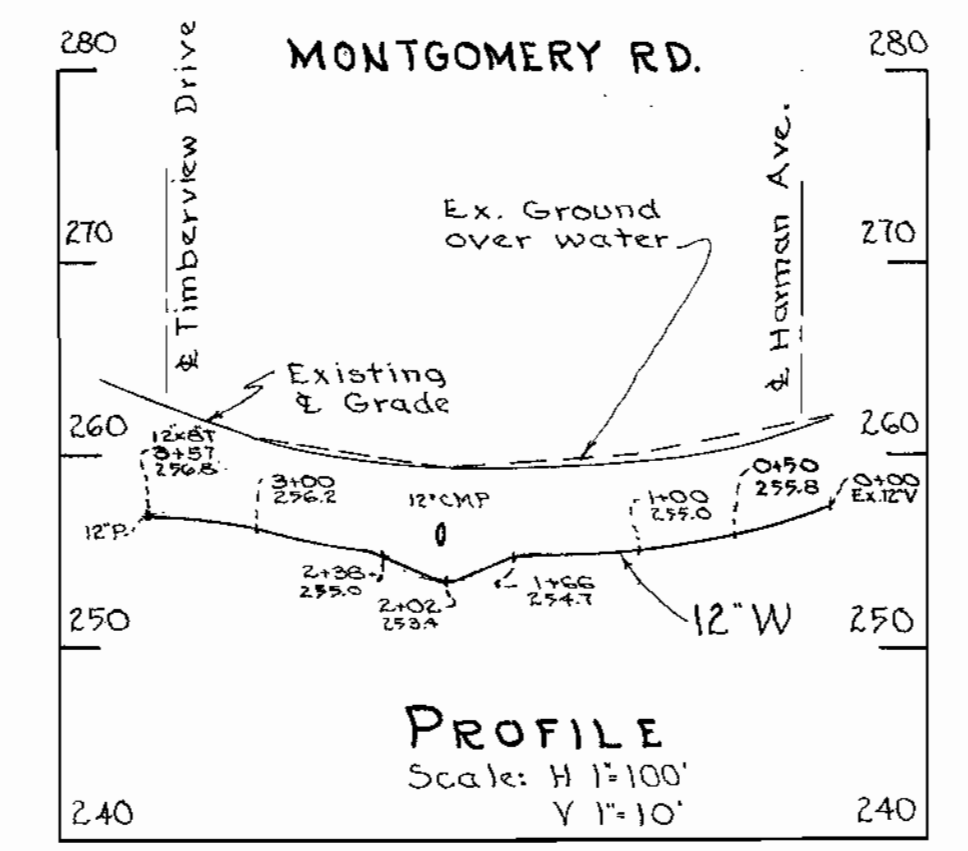 280
MONTGOMERY RD.
280
℄ Timberview Drive
℄ Harman Ave.
270
Ex. Ground
over water
270
Existing
℄ Grade
260
260
12"x8"T
3+57
256.8
3+00
256.2
12" CMP
1+00
255.0
0+50
255.8
0+00
Ex. 12"V
12"P.
2+38
255.0
2+02
253.4
1+66
254.7
12" W
250
250
PROFILE
Scale: H 1"=100'
V 1"=10'
240
240